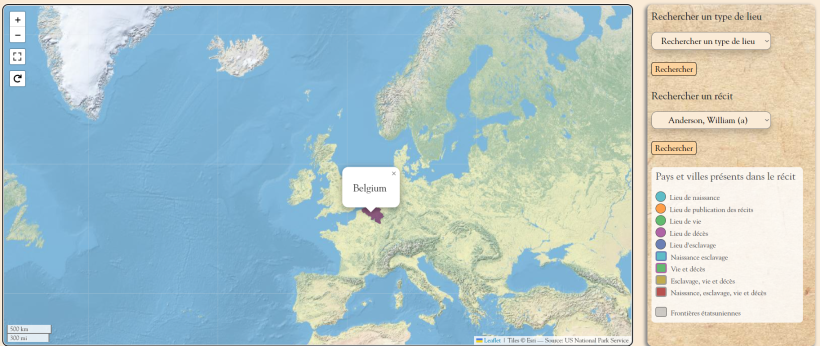 +
−
Belgium
×
500 km
300 mi
Leaflet | Tiles © Esri — Source: US National Park Service
Rechercher un type de lieu
Rechercher un type de lieu
Rechercher
Rechercher un récit
Anderson, William (a)
Rechercher
Pays et villes présents dans le récit
Lieu de naissance
Lieu de publication des récits
Lieu de vie
Lieu de décès
Lieu d'esclavage
Naissance esclavage
Vie et décès
Esclavage, vie et décès
Naissance, esclavage, vie et décès
Frontières étatsuniennes